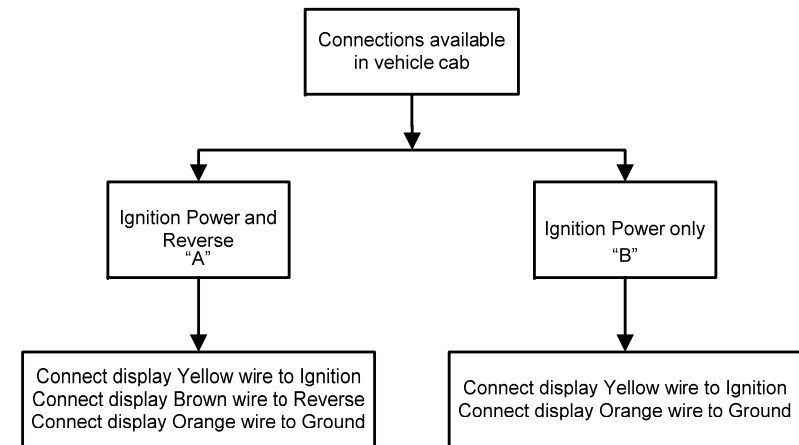 Connections available
in vehicle cab
Ignition Power and
Reverse
“A”
Ignition Power only
“B”
Connect display Yellow wire to Ignition
Connect display Brown wire to Reverse
Connect display Orange wire to Ground
Connect display Yellow wire to Ignition
Connect display Orange wire to Ground